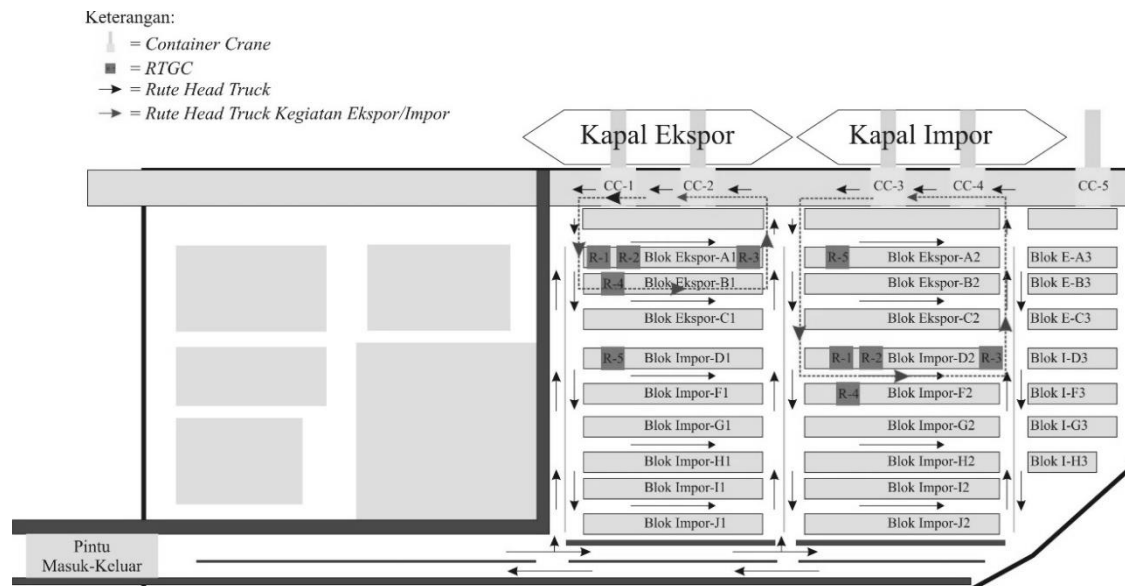 Keterangan:
= Container Crane
= RTGC
= Rute Head Truck
= Rute Head Truck Kegiatan Ekspor/Impor
Kapal Ekspor
Kapal Impor
CC-1
CC-2
CC-3
CC-4
CC-5
R-1
R-2
Blok Ekspor-A1
R-3
R-5
Blok Ekspor-A2
Blok E-A3
R-4
Blok Ekspor-B1
Blok Ekspor-B2
Blok E-B3
Blok Ekspor-C1
Blok Ekspor-C2
Blok E-C3
R-5
Blok Impor-D1
R-1
R-2
Blok Impor-D2
R-3
Blok I-D3
Blok Impor-F1
R-4
Blok Impor-F2
Blok I-F3
Blok Impor-G1
Blok Impor-G2
Blok I-G3
Blok Impor-H1
Blok Impor-H2
Blok I-H3
Blok Impor-I1
Blok Impor-I2
Blok Impor-J1
Blok Impor-J2
Pintu
Masuk-Keluar